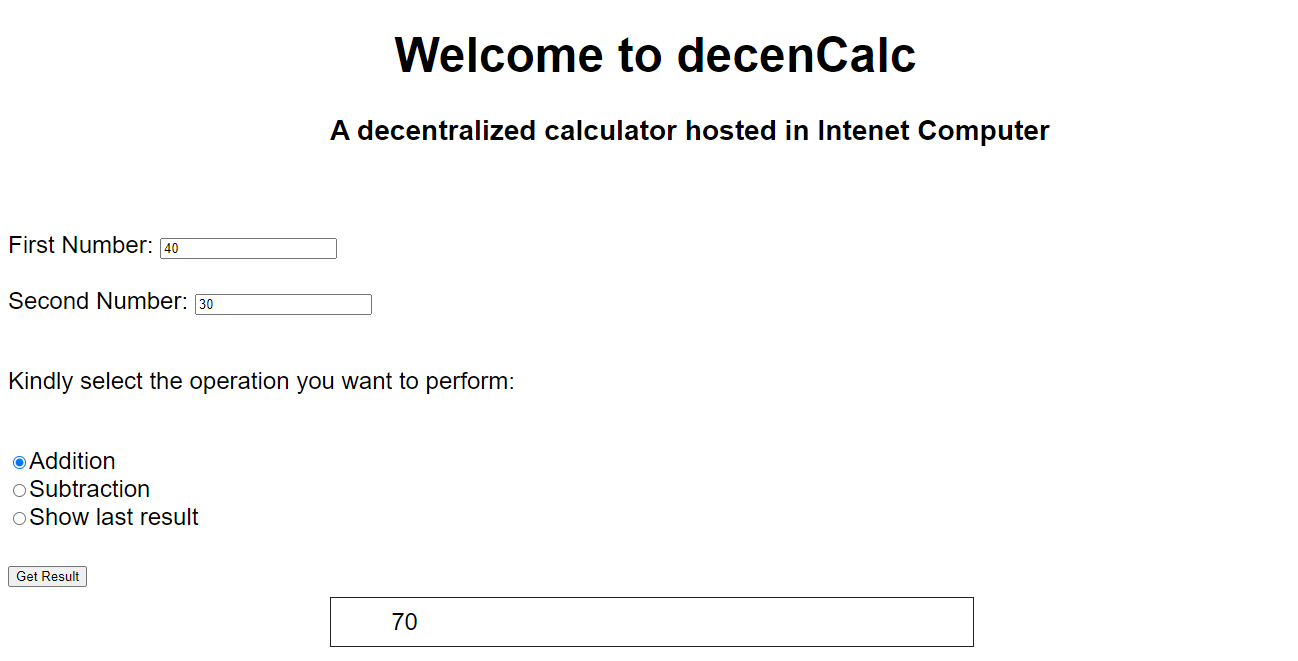 Welcome to decenCalc
A decentralized calculator hosted in Intenet Computer
First Number: 40
Second Number: 30
Kindly select the operation you want to perform:
Addition
Subtraction
Show last result
Get Result
70